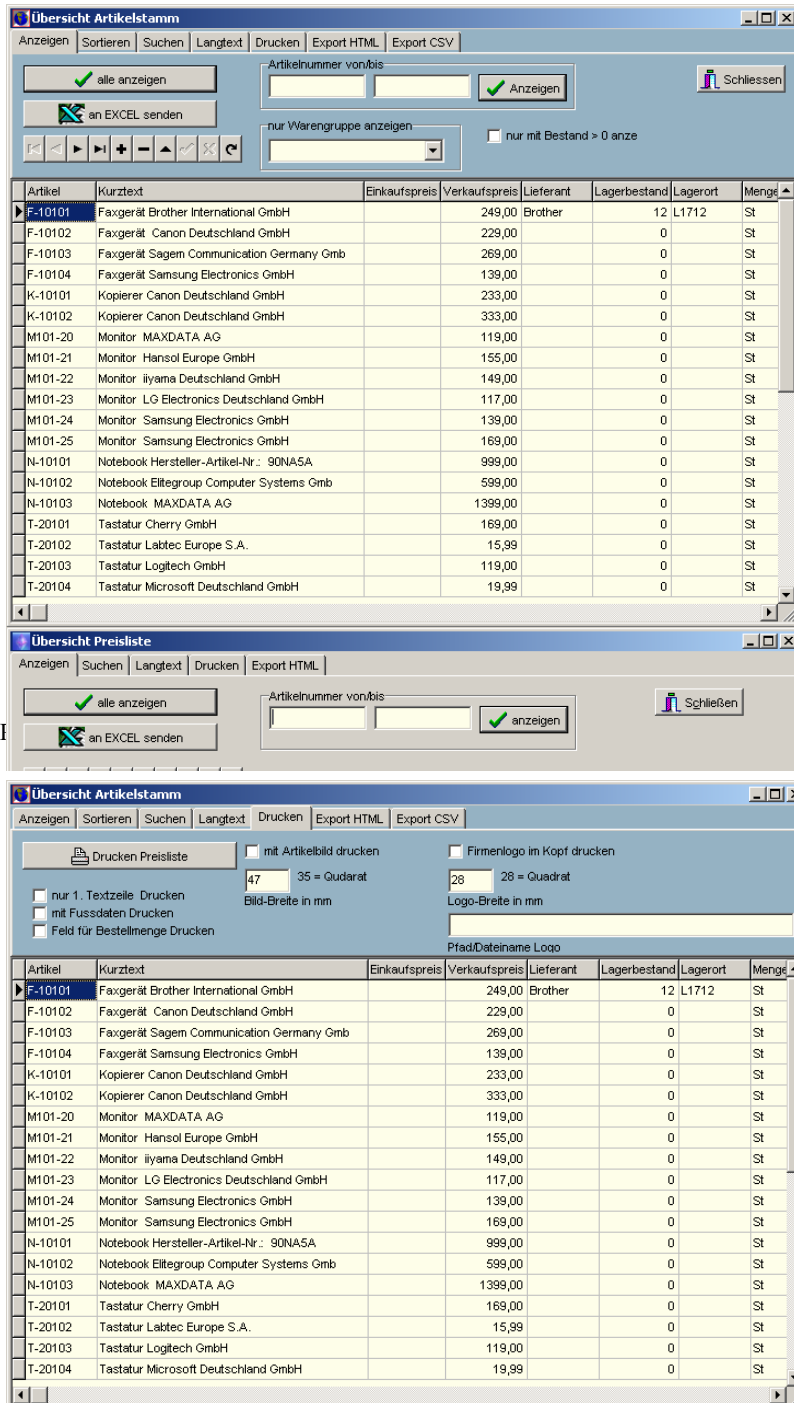 Übersicht Artikelstamm
Anzeigen Sortieren Suchen Langtext Drucken Export HTML Export CSV
alle anzeigen
an EXCEL senden
Artikelnummer von/bis
Anzeigen
Schliessen
nur Warengruppe anzeigen
nur mit Bestand > 0 anze
Artikel Kurztext Einkaufspreis Verkaufspreis Lieferant Lagerbestand Lagerort Menge
F-10101 Faxgerät Brother International GmbH 249,00 Brother 12 L1712 St
F-10102 Faxgerät Canon Deutschland GmbH 229,00 0 St
F-10103 Faxgerät Sagem Communication Germany Gmb 269,00 0 St
F-10104 Faxgerät Samsung Electronics GmbH 139,00 0 St
K-10101 Kopierer Canon Deutschland GmbH 233,00 0 St
K-10102 Kopierer Canon Deutschland GmbH 333,00 0 St
M101-20 Monitor MAXDATA AG 119,00 0 St
M101-21 Monitor Hansol Europe GmbH 155,00 0 St
M101-22 Monitor iiyama Deutschland GmbH 149,00 0 St
M101-23 Monitor LG Electronics Deutschland GmbH 117,00 0 St
M101-24 Monitor Samsung Electronics GmbH 139,00 0 St
M101-25 Monitor Samsung Electronics GmbH 169,00 0 St
N-10101 Notebook Hersteller-Artikel-Nr.: 90NA5A 999,00 0 St
N-10102 Notebook Elitegroup Computer Systems Gmb 599,00 0 St
N-10103 Notebook MAXDATA AG 1399,00 0 St
T-20101 Tastatur Cherry GmbH 169,00 0 St
T-20102 Tastatur Labtec Europe S.A. 15,99 0 St
T-20103 Tastatur Logitech GmbH 119,00 0 St
T-20104 Tastatur Microsoft Deutschland GmbH 19,99 0 St
Übersicht Preisliste
Anzeigen Suchen Langtext Drucken Export HTML
alle anzeigen
an EXCEL senden
Artikelnummer von/bis
anzeigen
Schließen
Übersicht Artikelstamm
Anzeigen Sortieren Suchen Langtext Drucken Export HTML Export CSV
Drucken Preisliste
nur 1. Textzeile Drucken
mit Fussdaten Drucken
Feld für Bestellmenge Drucken
mit Artikelbild drucken
47 35 = Qudarat
Bild-Breite in mm
Firmenlogo im Kopf drucken
28 28 = Quadrat
Logo-Breite in mm
Pfad/Dateiname Logo
Artikel Kurztext Einkaufspreis Verkaufspreis Lieferant Lagerbestand Lagerort Menge
F-10101 Faxgerät Brother International GmbH 249,00 Brother 12 L1712 St
F-10102 Faxgerät Canon Deutschland GmbH 229,00 0 St
F-10103 Faxgerät Sagem Communication Germany Gmb 269,00 0 St
F-10104 Faxgerät Samsung Electronics GmbH 139,00 0 St
K-10101 Kopierer Canon Deutschland GmbH 233,00 0 St
K-10102 Kopierer Canon Deutschland GmbH 333,00 0 St
M101-20 Monitor MAXDATA AG 119,00 0 St
M101-21 Monitor Hansol Europe GmbH 155,00 0 St
M101-22 Monitor iiyama Deutschland GmbH 149,00 0 St
M101-23 Monitor LG Electronics Deutschland GmbH 117,00 0 St
M101-24 Monitor Samsung Electronics GmbH 139,00 0 St
M101-25 Monitor Samsung Electronics GmbH 169,00 0 St
N-10101 Notebook Hersteller-Artikel-Nr.: 90NA5A 999,00 0 St
N-10102 Notebook Elitegroup Computer Systems Gmb 599,00 0 St
N-10103 Notebook MAXDATA AG 1399,00 0 St
T-20101 Tastatur Cherry GmbH 169,00 0 St
T-20102 Tastatur Labtec Europe S.A. 15,99 0 St
T-20103 Tastatur Logitech GmbH 119,00 0 St
T-20104 Tastatur Microsoft Deutschland GmbH 19,99 0 St